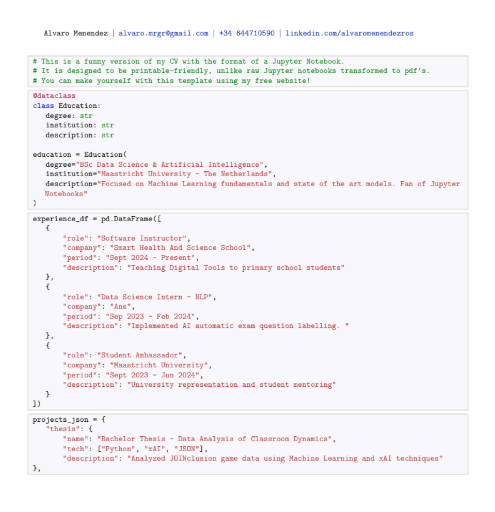 Alvaro Menendez | alvaro.mrgr@gmail.com | +34 644710590 | linkedin.com/alvaromenendezros
# This is a funny version of my CV with the format of a Jupyter Notebook.
# It is designed to be printable-friendly, unlike raw Jupyter notebooks transformed to pdf's.
# You can make yourself with this template using my free website!
@dataclass
class Education:
degree: str
institution: str
description: str
education = Education(
degree="BSc Data Science & Artificial Intelligence",
institution="Maastricht University - The Netherlands",
description="Focused on Machine Learning fundamentals and state of the art models. Fan of Jupyter
Notebooks"
)
experience_df = pd.DataFrame([
{
"role": "Software Instructor",
"company": "Smart Health And Science School",
"period": "Sept 2024 - Present",
"description": "Teaching Digital Tools to primary school students"
},
{
"role": "Data Science Intern - NLP",
"company": "Ans",
"period": "Sep 2023 - Feb 2024",
"description": "Implemented AI automatic exam question labelling. "
},
{
"role": "Student Ambassador",
"company": "Maastricht University",
"period": "Sept 2023 - Jun 2024",
"description": "University representation and student mentoring"
}
])
projects_json = {
"thesis": {
"name": "Bachelor Thesis - Data Analysis of Classroom Dynamics",
"tech": ["Python", "xAI", "JSON"],
"description": "Analyzed JOINclusion game data using Machine Learning and xAI techniques"
},